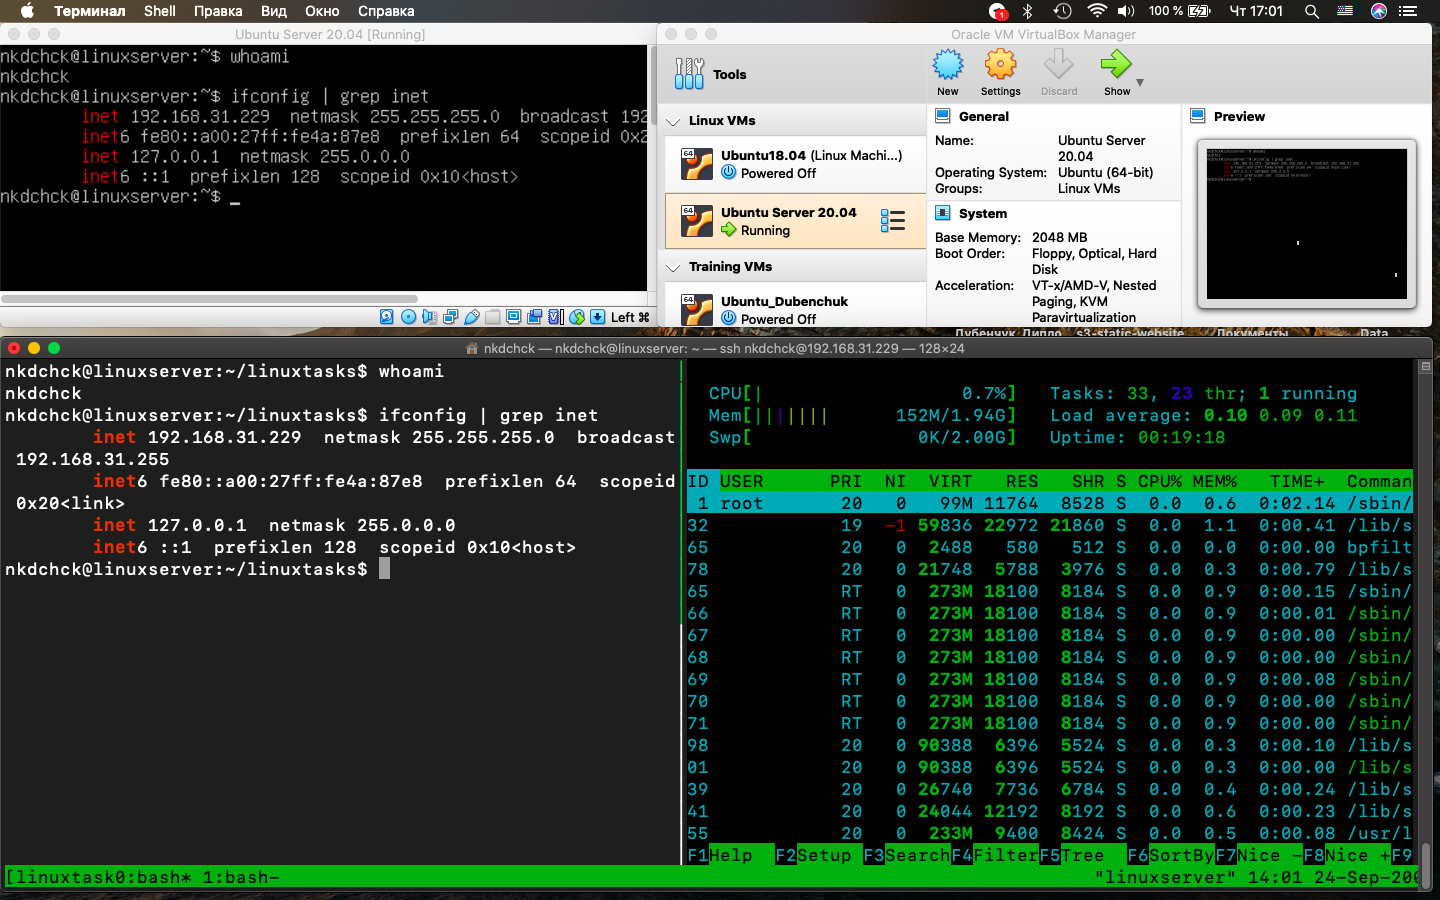 Терминал Shell Правка Вид Окно Справка
1 100 % Чт 17:01
Ubuntu Server 20.04 [Running]
nkdchck@linuxserver:~$ whoami
nkdchck
nkdchck@linuxserver:~$ ifconfig | grep inet
inet 192.168.31.229 netmask 255.255.255.0 broadcast 192
inet6 fe80::a00:27ff:fe4a:87e8 prefixlen 64 scopeid 0x2
inet 127.0.0.1 netmask 255.0.0.0
inet6 ::1 prefixlen 128 scopeid 0x10<host>
nkdchck@linuxserver:~$ _
Left ⌘
Oracle VM VirtualBox Manager
Tools
New Settings Discard Show
Linux VMs
64 Ubuntu18.04 (Linux Machi...)
Powered Off
64 Ubuntu Server 20.04
Running
Training VMs
64 Ubuntu_Dubenchuk
Powered Off
General
Name: Ubuntu Server
20.04
Operating System: Ubuntu (64-bit)
Groups: Linux VMs
System
Base Memory: 2048 MB
Boot Order: Floppy, Optical, Hard
Disk
Acceleration: VT-x/AMD-V, Nested
Paging, KVM
Paravirtualization
Preview
Дубенчук_Дипло s3-static-website Документы Data
nkdchck — nkdchck@linuxserver: ~ — ssh nkdchck@192.168.31.229 — 128×24
nkdchck@linuxserver:~/linuxtasks$ whoami
nkdchck
nkdchck@linuxserver:~/linuxtasks$ ifconfig | grep inet
inet 192.168.31.229 netmask 255.255.255.0 broadcast
192.168.31.255
inet6 fe80::a00:27ff:fe4a:87e8 prefixlen 64 scopeid
0x20<link>
inet 127.0.0.1 netmask 255.0.0.0
inet6 ::1 prefixlen 128 scopeid 0x10<host>
nkdchck@linuxserver:~/linuxtasks$
CPU[| 0.7%] Tasks: 33, 23 thr; 1 running
Mem[||||||| 152M/1.94G] Load average: 0.10 0.09 0.11
Swp[ 0K/2.00G] Uptime: 00:19:18
ID USER PRI NI VIRT RES SHR S CPU% MEM% TIME+ Comman
1 root 20 0 99M 11764 8528 S 0.0 0.6 0:02.14 /sbin/
32 19 -1 59836 22972 21860 S 0.0 1.1 0:00.41 /lib/s
65 20 0 2488 580 512 S 0.0 0.0 0:00.00 bpfilt
78 20 0 21748 5788 3976 S 0.0 0.3 0:00.79 /lib/s
65 RT 0 273M 18100 8184 S 0.0 0.9 0:00.15 /sbin/
66 RT 0 273M 18100 8184 S 0.0 0.9 0:00.01 /sbin/
67 RT 0 273M 18100 8184 S 0.0 0.9 0:00.00 /sbin/
68 RT 0 273M 18100 8184 S 0.0 0.9 0:00.00 /sbin/
69 RT 0 273M 18100 8184 S 0.0 0.9 0:00.08 /sbin/
70 RT 0 273M 18100 8184 S 0.0 0.9 0:00.00 /sbin/
71 RT 0 273M 18100 8184 S 0.0 0.9 0:00.00 /sbin/
98 20 0 90388 6396 5524 S 0.0 0.3 0:00.10 /lib/s
01 20 0 90388 6396 5524 S 0.0 0.3 0:00.00 /lib/s
39 20 0 26740 7736 6784 S 0.0 0.4 0:00.24 /lib/s
41 20 0 24044 12192 8192 S 0.0 0.6 0:00.23 /lib/s
55 20 0 233M 9400 8424 S 0.0 0.5 0:00.08 /usr/l
F1Help F2Setup F3SearchF4FilterF5Tree F6SortByF7Nice -F8Nice +F9
[linuxtask0:bash* 1:bash- "linuxserver" 14:01 24-Sep-200